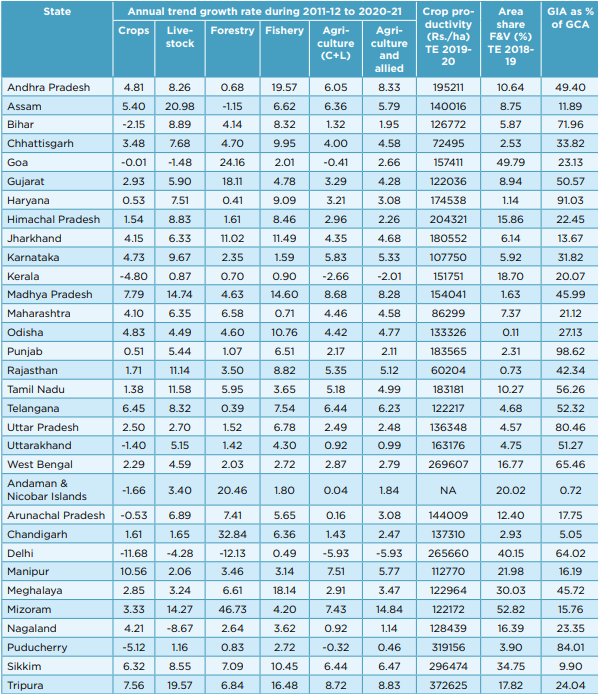 State Annual trend growth rate during 2011-12 to 2020-21 Crop pro- Area GIA as %
Crops Live- Forestry Fishery Agri- Agri- ductivity share of GCA
stock culture culture (Rs./ha) F&V (%)
(C+L) and TE 2019- TE 2018-
allied 20 19
Andhra Pradesh 4.81 8.26 0.68 19.57 6.05 8.33 195211 10.64 49.40
Assam 5.40 20.98 -1.15 6.62 6.36 5.79 140016 8.75 11.89
Bihar -2.15 8.89 4.14 8.32 1.32 1.95 126772 5.87 71.96
Chhattisgarh 3.48 7.68 4.70 9.95 4.00 4.58 72495 2.53 33.82
Goa -0.01 -1.48 24.16 2.01 -0.41 2.66 157411 49.79 23.13
Gujarat 2.93 5.90 18.11 4.78 3.29 4.28 122036 8.94 50.57
Haryana 0.53 7.51 0.41 9.09 3.21 3.08 174538 1.14 91.03
Himachal Pradesh 1.54 8.83 1.61 8.46 2.96 2.26 204321 15.86 22.45
Jharkhand 4.15 6.33 11.02 11.49 4.35 4.68 180552 6.14 13.67
Karnataka 4.73 9.67 2.35 1.59 5.83 5.33 107750 5.92 31.82
Kerala -4.80 0.87 0.70 0.90 -2.66 -2.01 151751 18.70 20.07
Madhya Pradesh 7.79 14.74 4.63 14.60 8.68 8.28 154041 1.63 45.99
Maharashtra 4.10 6.35 6.58 0.71 4.46 4.58 86299 7.37 21.12
Odisha 4.83 4.49 4.60 10.76 4.42 4.77 133326 0.11 27.13
Punjab 0.51 5.44 1.07 6.51 2.17 2.11 183565 2.31 98.62
Rajasthan 1.71 11.14 3.50 8.82 5.35 5.12 60204 0.73 42.34
Tamil Nadu 1.38 11.58 5.95 3.65 5.18 4.99 183181 10.27 56.26
Telangana 6.45 8.32 0.39 7.54 6.44 6.23 122217 4.68 52.32
Uttar Pradesh 2.50 2.70 1.52 6.78 2.49 2.48 136348 4.57 80.46
Uttarakhand -1.40 5.15 1.42 4.30 0.92 0.99 163176 4.75 51.27
West Bengal 2.29 4.59 2.03 2.72 2.87 2.79 269607 16.77 65.46
Andaman &
Nicobar Islands -1.66 3.40 20.46 1.80 0.04 1.84 NA 20.02 0.72
Arunachal Pradesh -0.53 6.89 7.41 5.65 0.16 3.08 144009 12.40 17.75
Chandigarh 1.61 1.65 32.84 6.36 1.43 2.47 137310 2.93 5.05
Delhi -11.68 -4.28 -12.13 0.49 -5.93 -5.93 265660 40.15 64.02
Manipur 10.56 2.06 3.46 3.14 7.51 5.77 112770 21.98 16.19
Meghalaya 2.85 3.24 6.61 18.14 2.91 3.47 122964 30.03 45.72
Mizoram 3.33 14.27 46.73 4.20 7.43 14.84 122172 52.82 15.76
Nagaland 4.21 -8.67 2.64 3.62 0.92 1.14 128439 16.39 23.35
Puducherry -5.12 1.16 0.83 2.72 -0.32 0.46 319156 3.90 84.01
Sikkim 6.32 8.55 7.09 10.45 6.44 6.47 296474 34.75 9.90
Tripura 7.56 19.57 6.84 16.48 8.72 8.83 372625 17.82 24.04